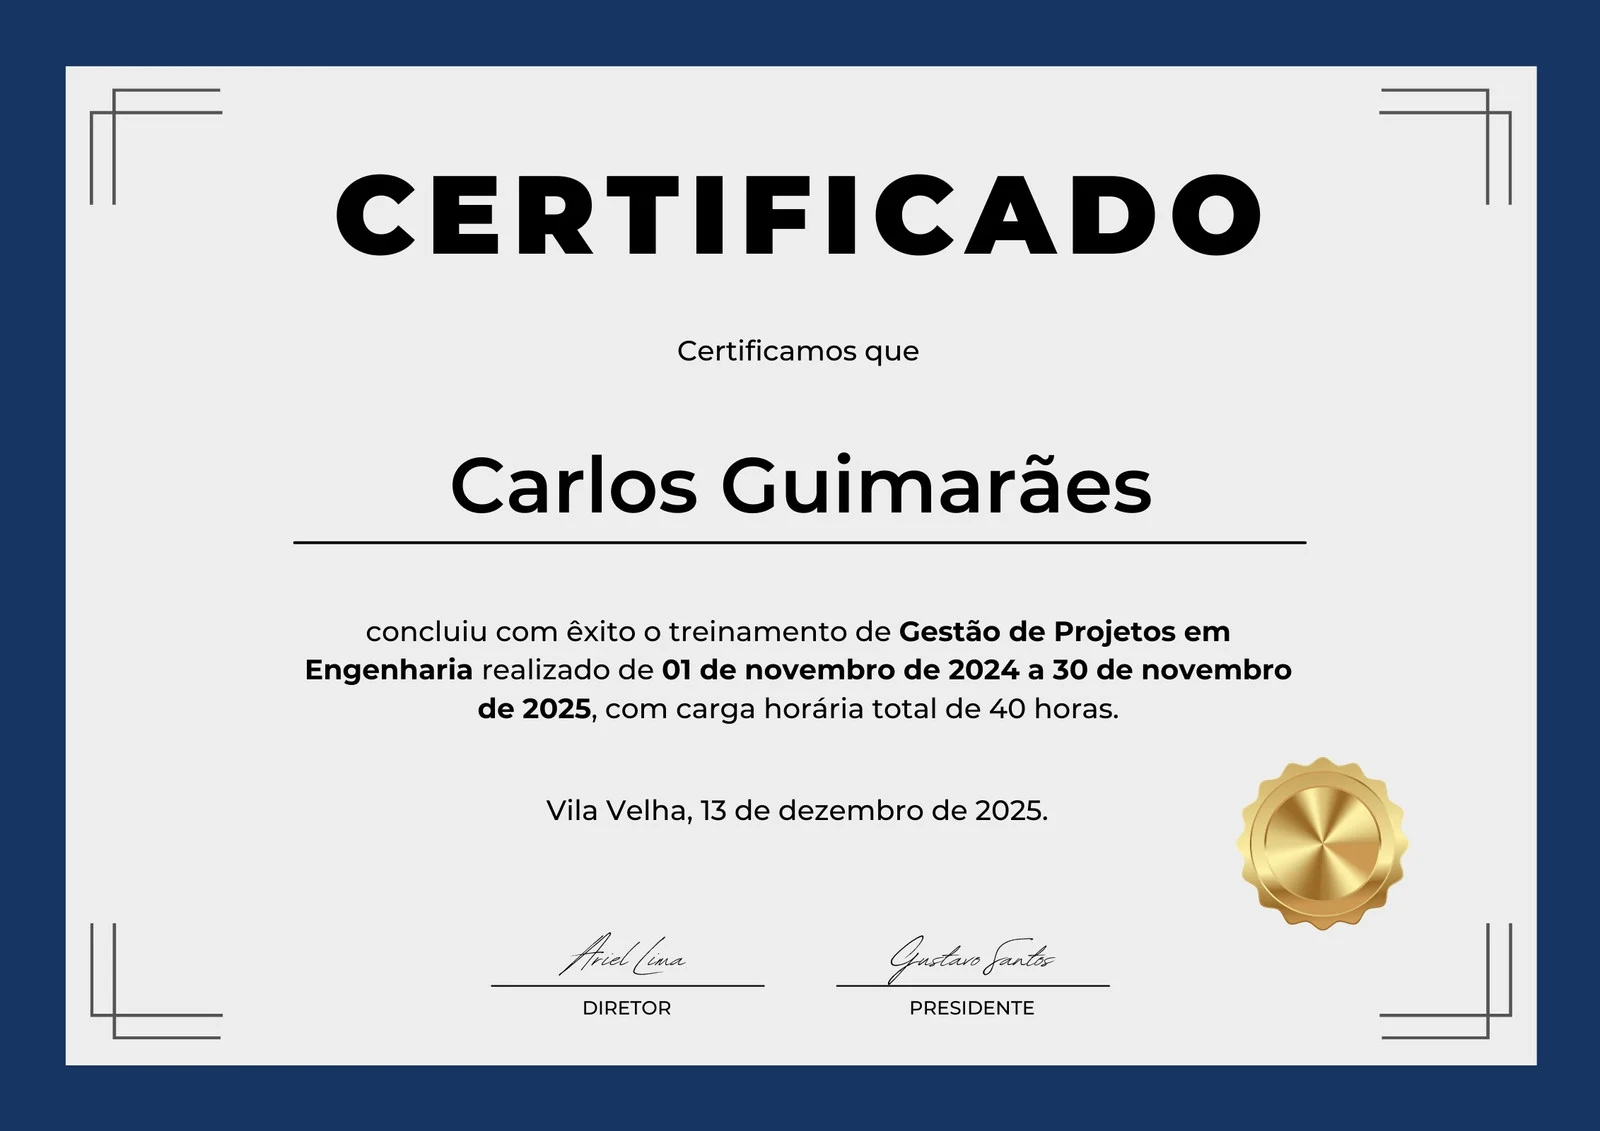 CERTIFICADO
Certificamos que
Carlos Guimarães
concluiu com êxito o treinamento de Gestão de Projetos em
Engenharia realizado de 01 de novembro de 2024 a 30 de novembro
de 2025, com carga horária total de 40 horas.
Vila Velha, 13 de dezembro de 2025.
Ariel Lima
DIRETOR
Gustavo Santos
PRESIDENTE